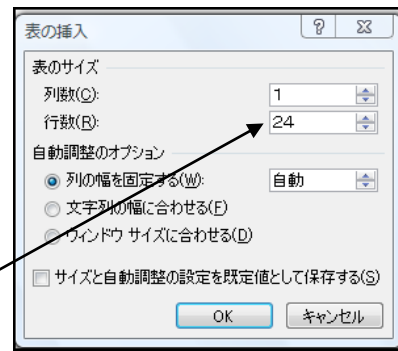 表の挿入
表のサイズ
列数(C): 1
行数(R): 24
自動調整のオプション
列の幅を固定する(W): 自動
文字列の幅に合わせる(F)
ウィンドウ サイズに合わせる(D)
サイズと自動調整の設定を既定値として保存する(S)
OK キャンセル